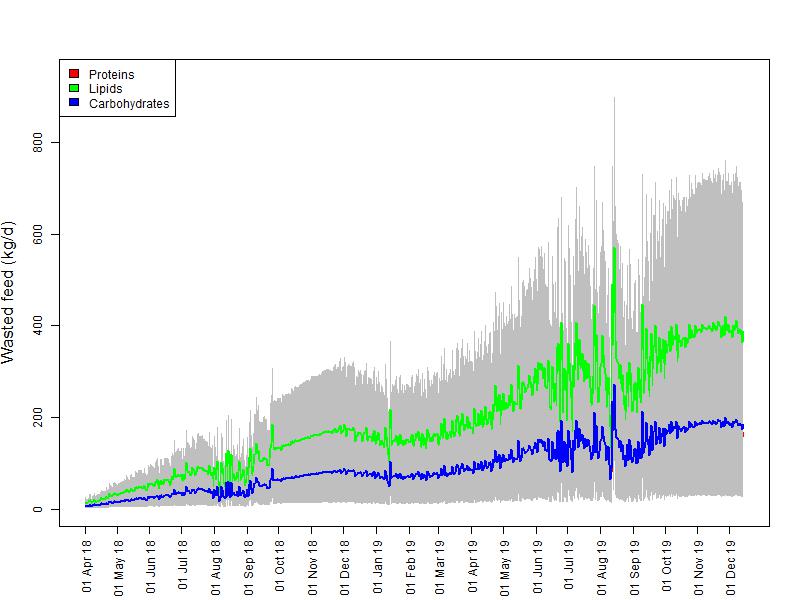 Proteins
Lipids
Carbohydrates
Wasted feed (kg/d)
800
600
400
200
0
01 Apr 18
01 May 18
01 Jun 18
01 Jul 18
01 Aug 18
01 Sep 18
01 Oct 18
01 Nov 18
01 Dec 18
01 Jan 19
01 Feb 19
01 Mar 19
01 Apr 19
01 May 19
01 Jun 19
01 Jul 19
01 Aug 19
01 Sep 19
01 Oct 19
01 Nov 19
01 Dec 19